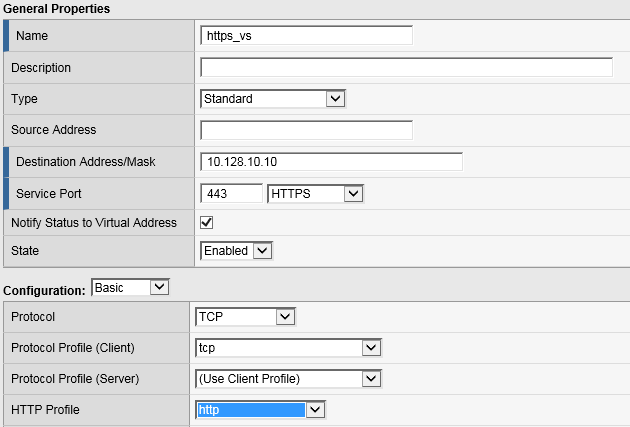 General Properties
Name https_vs
Description
Type Standard
Source Address
Destination Address/Mask 10.128.10.10
Service Port 443 HTTPS
Notify Status to Virtual Address
State Enabled
Configuration: Basic
Protocol TCP
Protocol Profile (Client) tcp
Protocol Profile (Server) (Use Client Profile)
HTTP Profile http